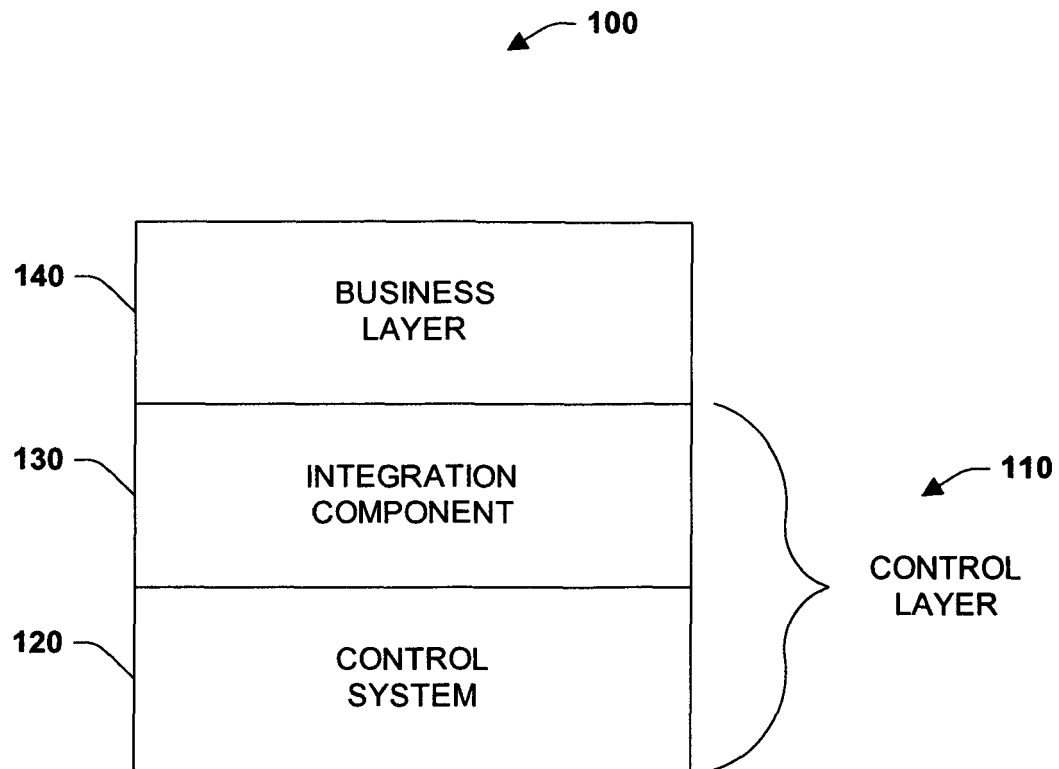 100
140
BUSINESS
LAYER
130
INTEGRATION
COMPONENT
110
CONTROL
LAYER
120
CONTROL
SYSTEM